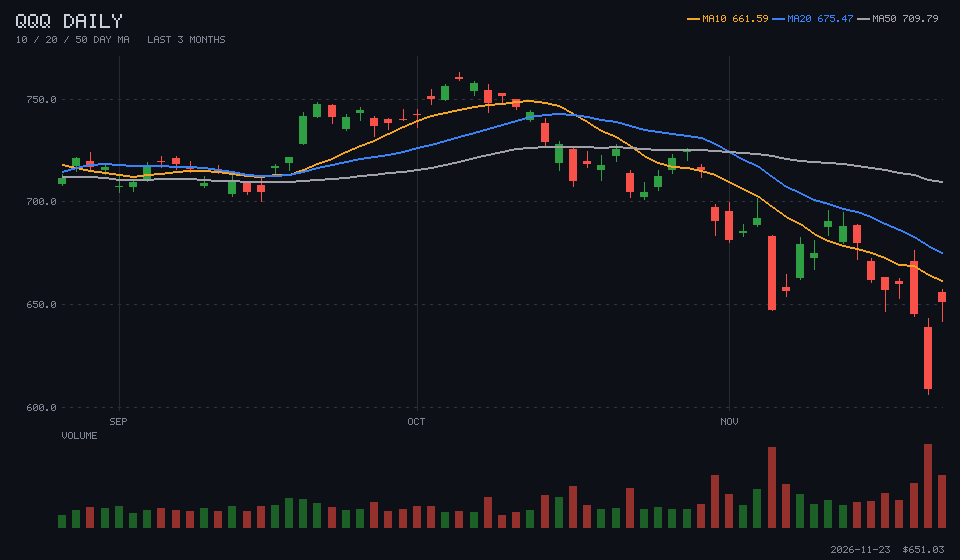 QQQ DAILY
MA10 661.59 MA20 675.47 MA50 709.79
10 / 20 / 50 DAY MA LAST 3 MONTHS
750.0
700.0
650.0
600.0
SEP OCT NOV
VOLUME
2026-11-23 $651.03